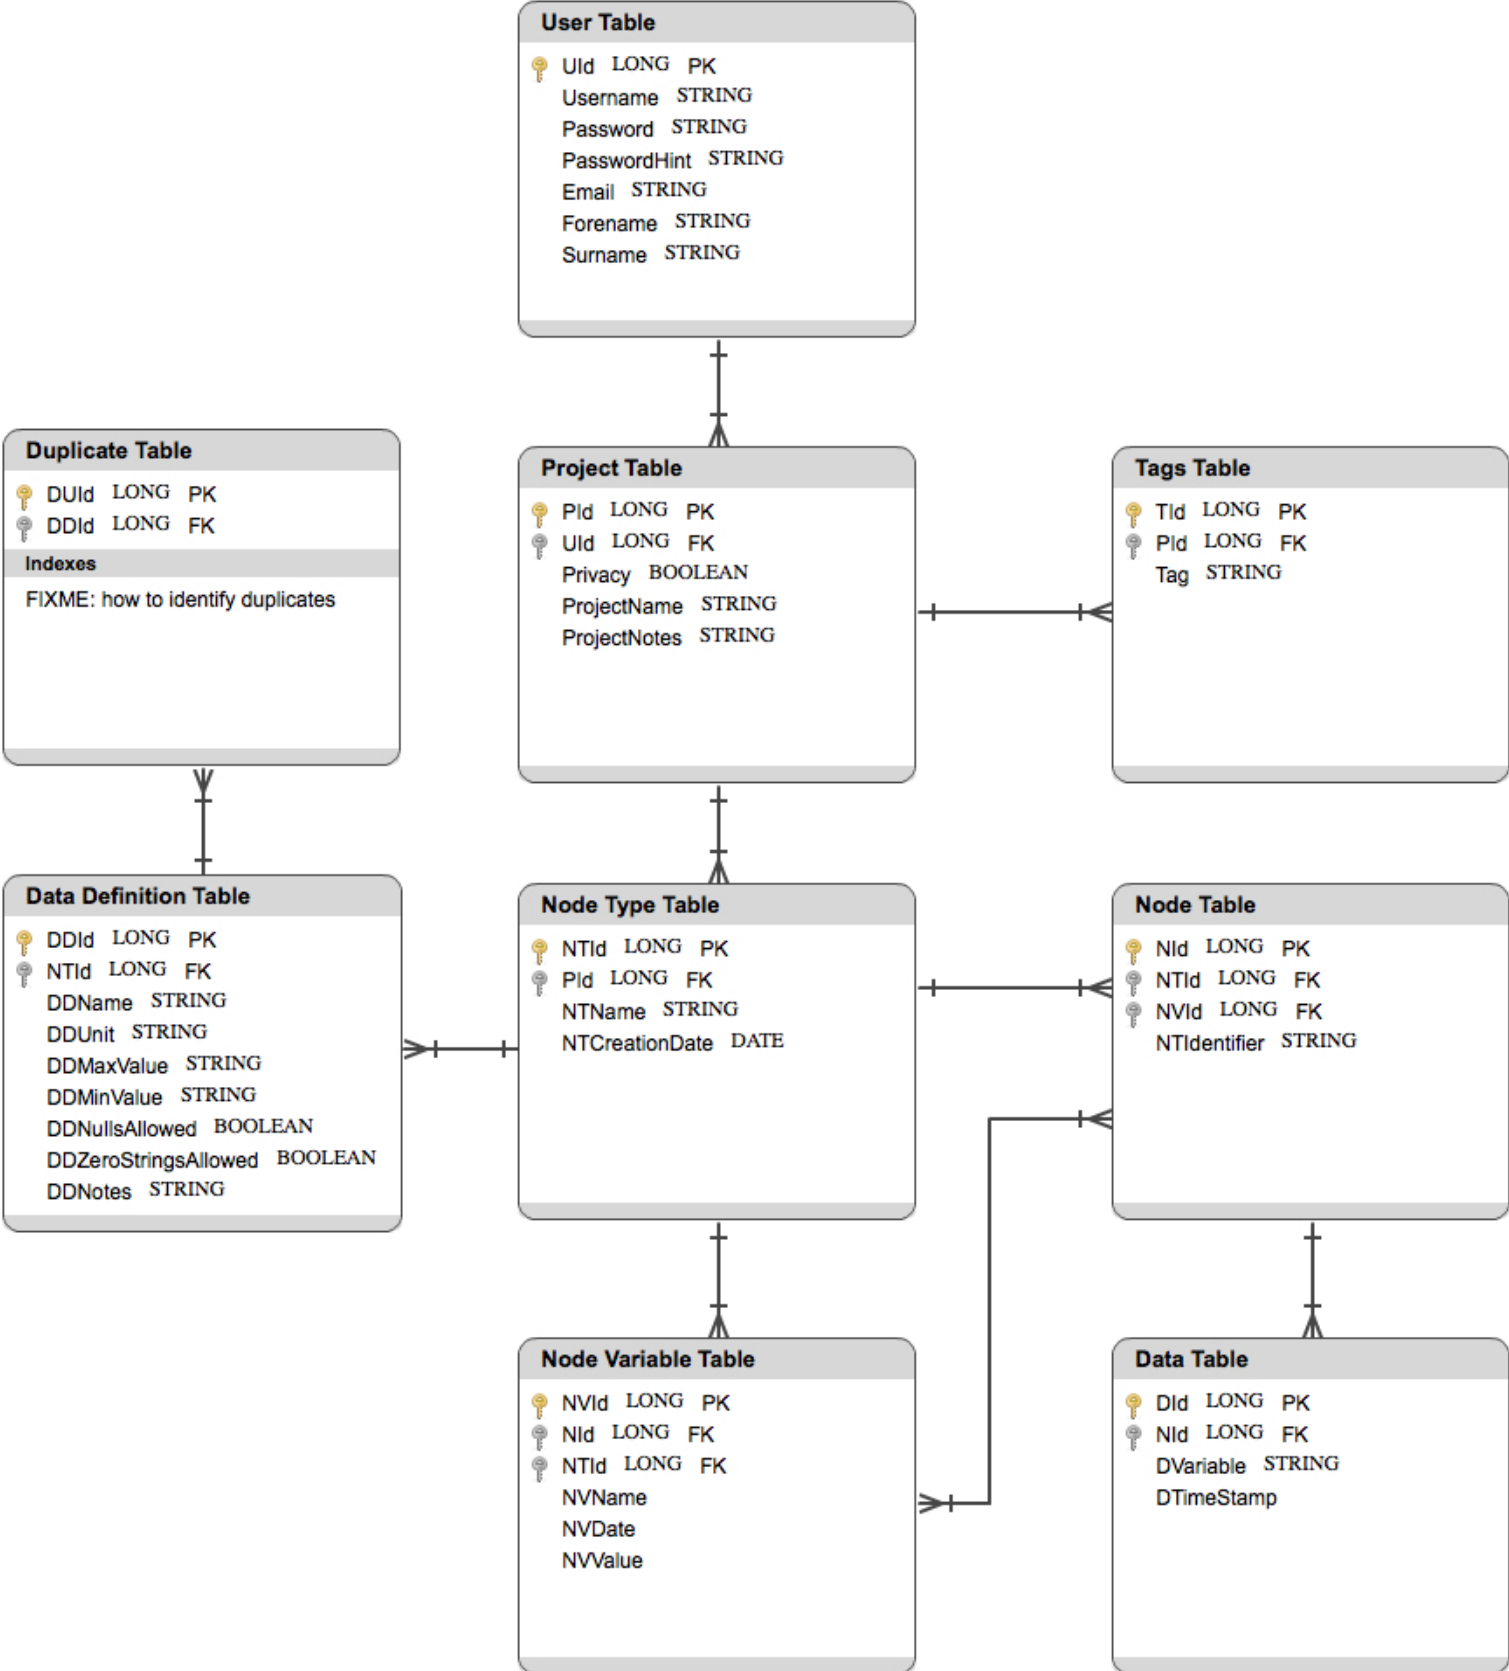 User Table
UId LONG PK
Username STRING
Password STRING
PasswordHint STRING
Email STRING
Forename STRING
Surname STRING
Duplicate Table
DUId LONG PK
DDId LONG FK
Indexes
FIXME: how to identify duplicates
Project Table
PId LONG PK
UId LONG FK
Privacy BOOLEAN
ProjectName STRING
ProjectNotes STRING
Tags Table
TId LONG PK
PId LONG FK
Tag STRING
Data Definition Table
DDId LONG PK
NTId LONG FK
DDName STRING
DDUnit STRING
DDMaxValue STRING
DDMinValue STRING
DDNullsAllowed BOOLEAN
DDZeroStringsAllowed BOOLEAN
DDNotes STRING
Node Type Table
NTId LONG PK
PId LONG FK
NTName STRING
NTCreationDate DATE
Node Table
NId LONG PK
NTId LONG FK
NVId LONG FK
NTIdentifier STRING
Node Variable Table
NVId LONG PK
NId LONG FK
NTId LONG FK
NVName
NVDate
NVValue
Data Table
DId LONG PK
NId LONG FK
DVariable STRING
DTimeStamp